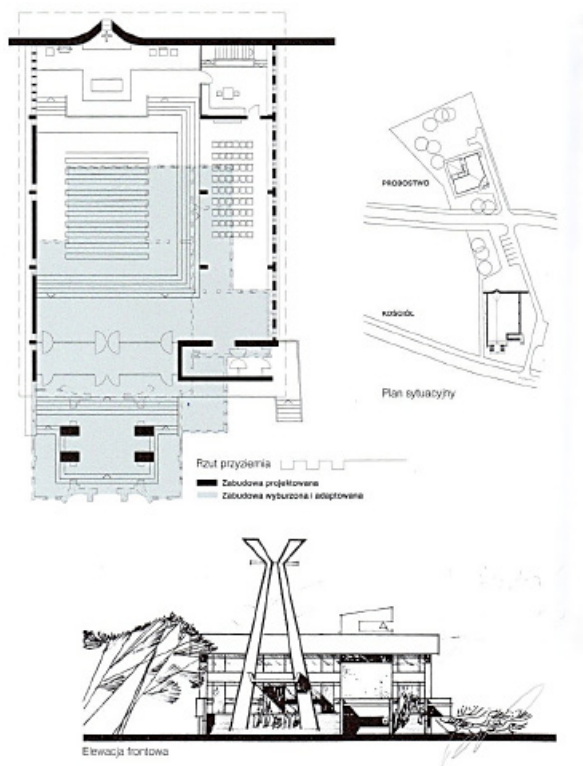 PROBOSTWO
KOŚCIÓŁ
Plan sytuacyjny
Rzut przyziemia
Zabudowa projektowana
Zabudowa wyburzona i adaptowana
Elewacja frontowa